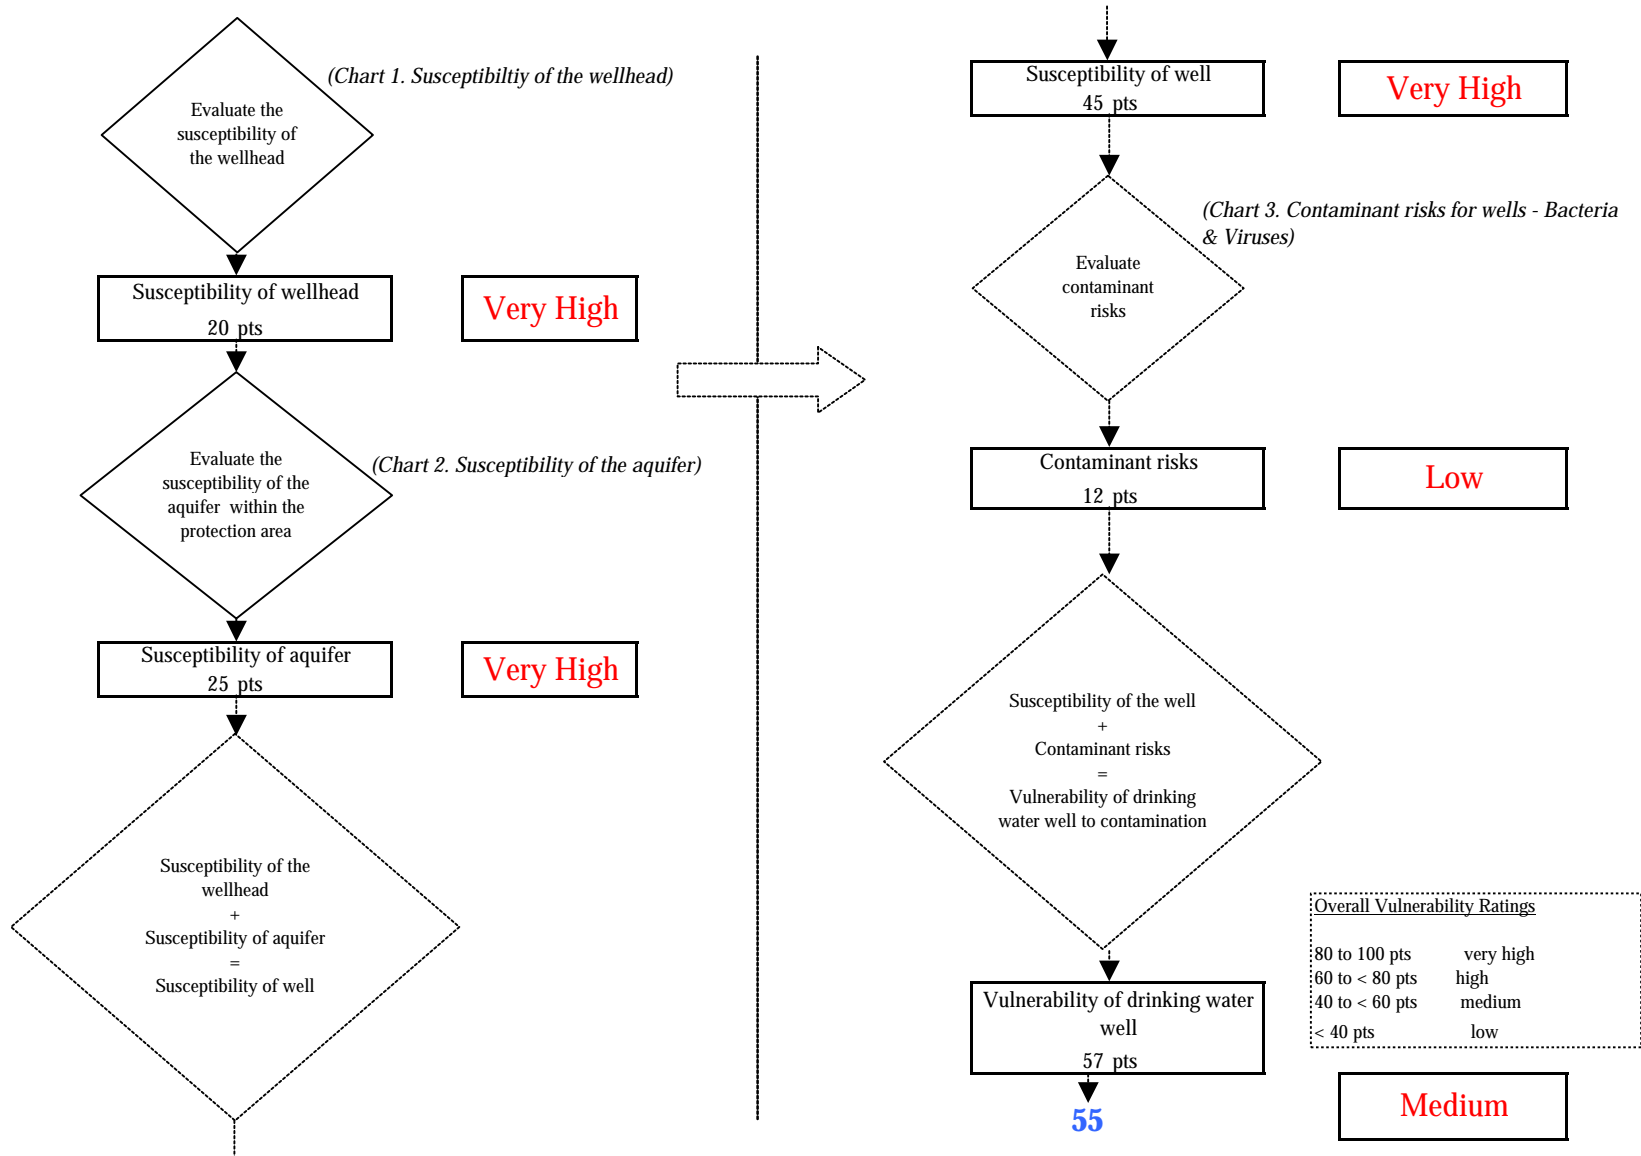 (Chart 1. Susceptibiltiy of the wellhead)
Evaluate the
susceptibility of
the wellhead
Susceptibility of wellhead
20 pts
Very High
(Chart 2. Susceptibility of the aquifer)
Evaluate the
susceptibility of the
aquifer within the
protection area
Susceptibility of aquifer
25 pts
Very High
Susceptibility of the
wellhead
+
Susceptibility of aquifer
=
Susceptibility of well
Susceptibility of well
45 pts
Very High
(Chart 3. Contaminant risks for wells - Bacteria
& Viruses)
Evaluate
contaminant
risks
Contaminant risks
12 pts
Low
Susceptibility of the well
+
Contaminant risks
=
Vulnerability of drinking
water well to contamination
Overall Vulnerability Ratings
80 to 100 pts very high
60 to < 80 pts high
40 to < 60 pts medium
< 40 pts low
Vulnerability of drinking water
well
57 pts
55
Medium